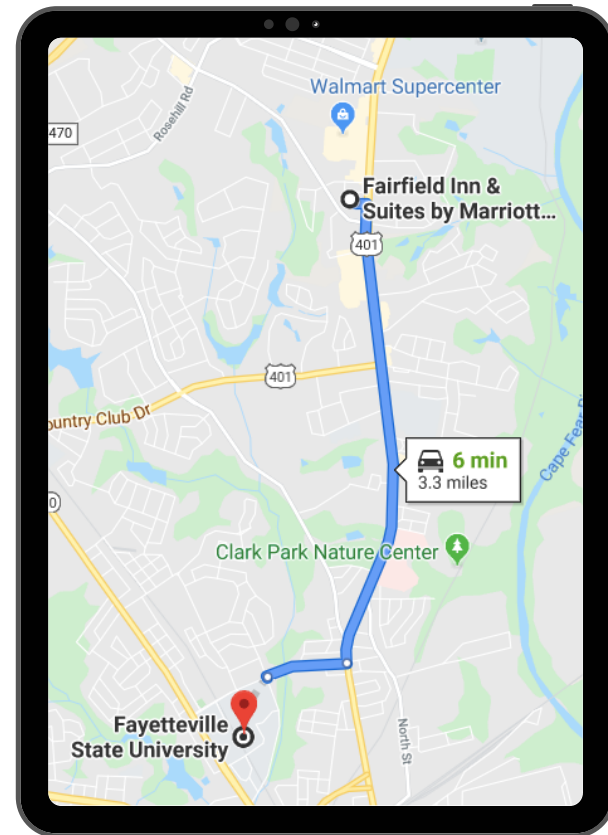 Walmart Supercenter
470
Rosehill Rd
Fairfield Inn &
Suites by Marriott...
401
401
ountry Club Dr
6 min
3.3 miles
Cape Fear
0
Clark Park Nature Center
Fayetteville
State University
North St